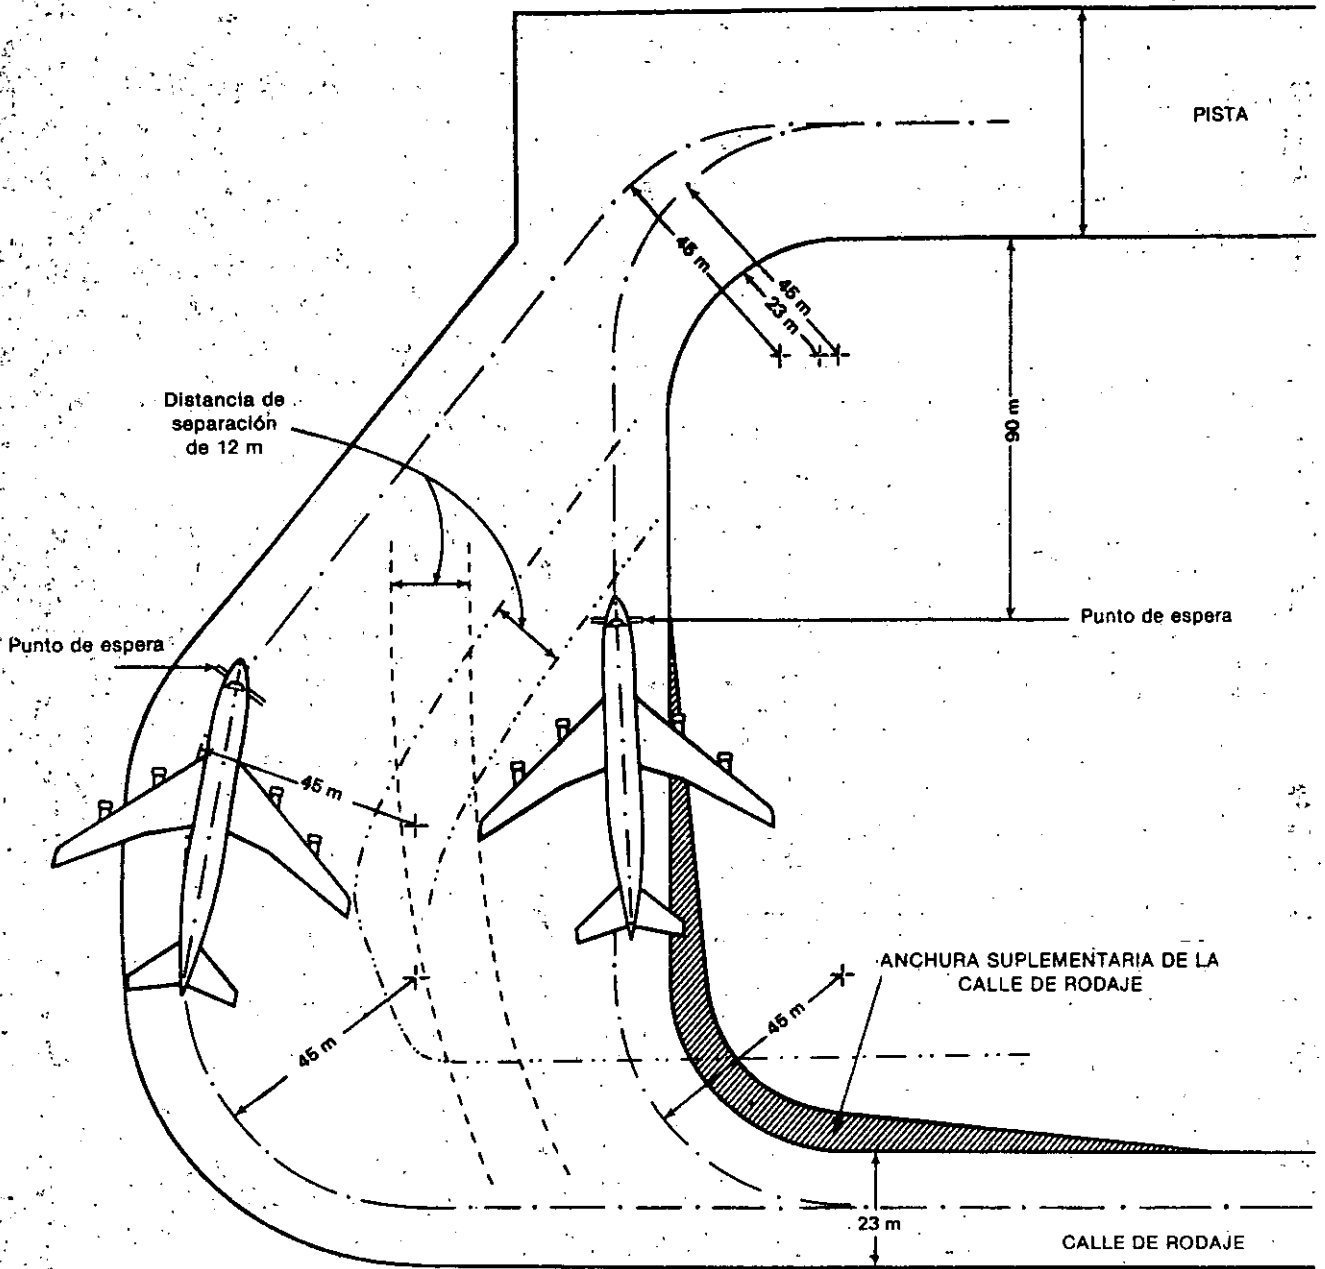 PISTA
45 m
45 m
23 m
90 m
Distancia de
separación
de 12 m
Punto de espera
Punto de espera
45 m
ANCHURA SUPLEMENTARIA DE LA
CALLE DE RODAJE
45 m
45 m
23 m
CALLE DE RODAJE